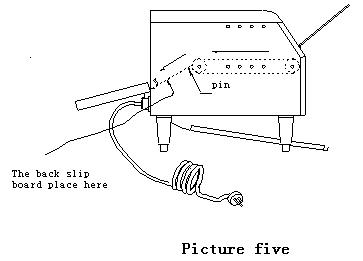 pin
The back slip
board place here
Picture five